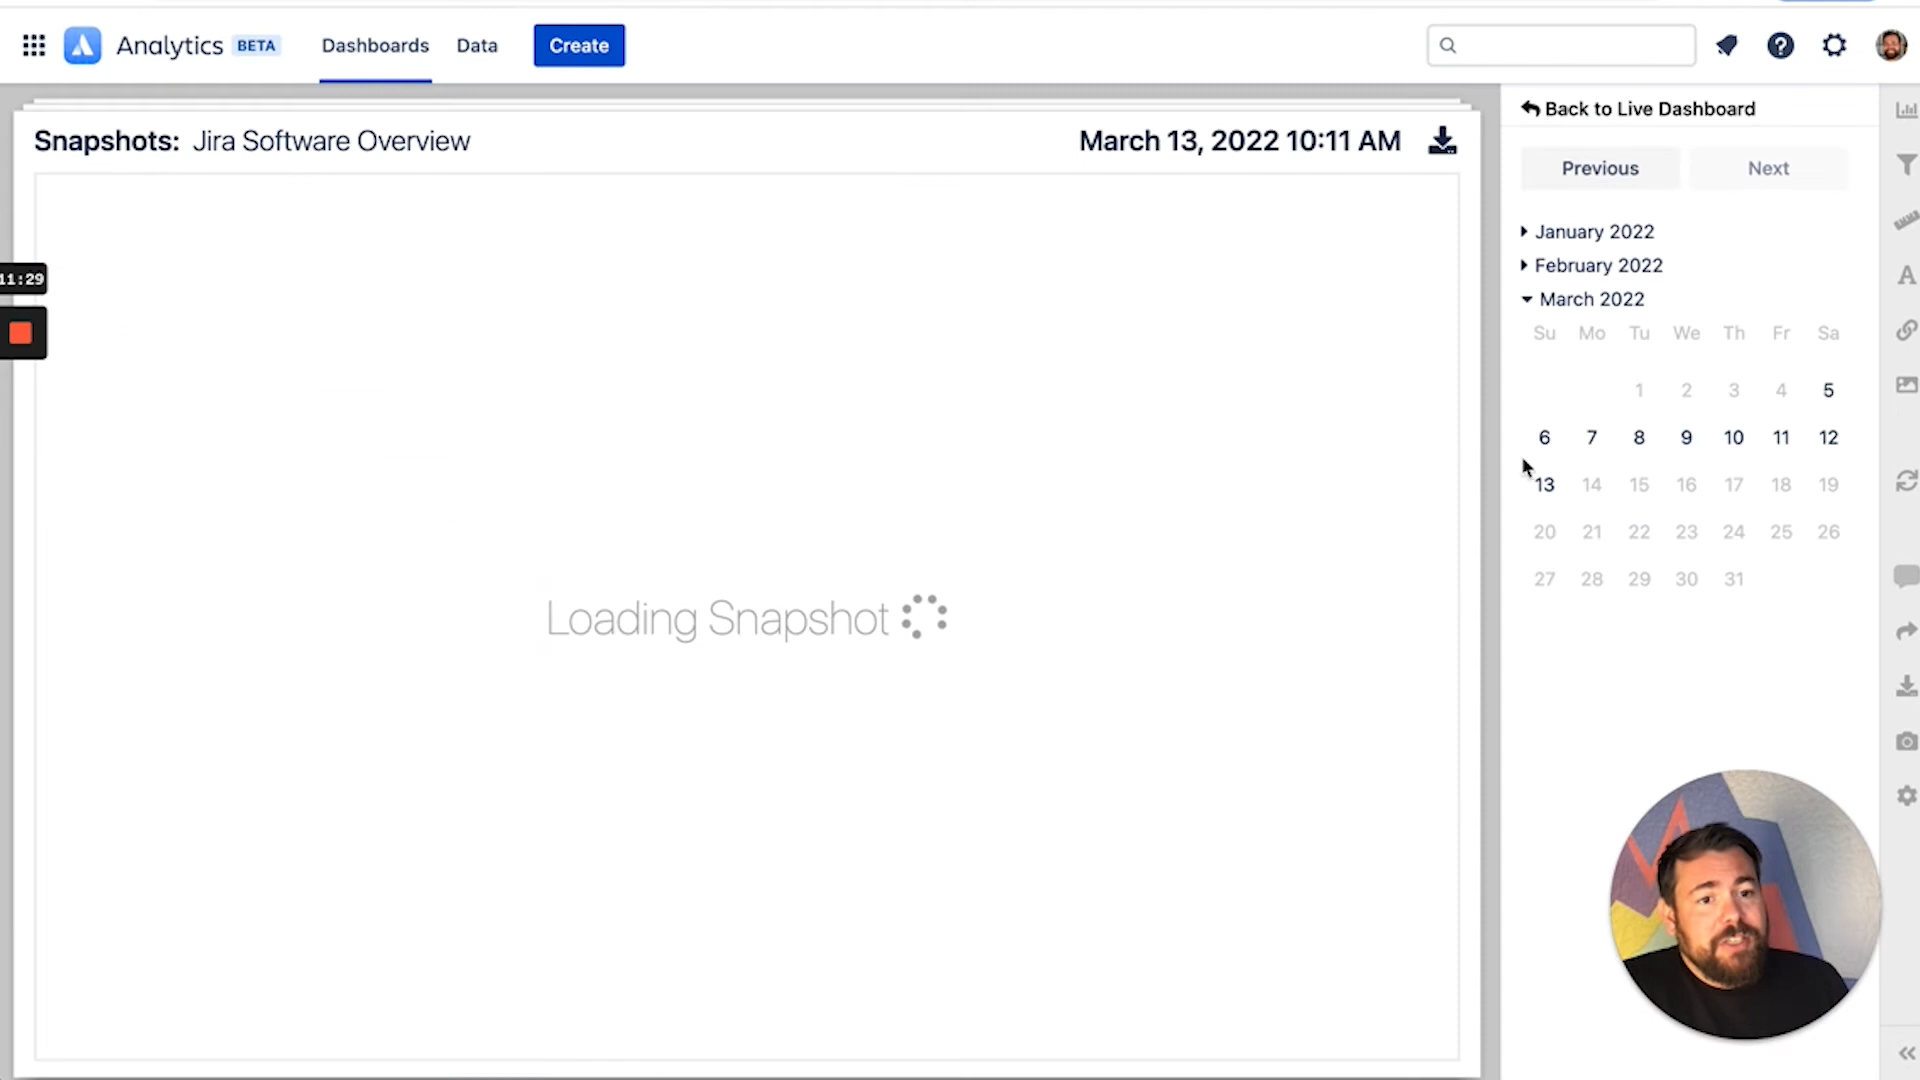 Analytics BETA Dashboards Data Create
Snapshots: Jira Software Overview March 13, 2022 10:11 AM
Back to Live Dashboard
Previous Next
January 2022
February 2022
March 2022
Su Mo Tu We Th Fr Sa
1 2 3 4 5
6 7 8 9 10 11 12
13 14 15 16 17 18 19
20 21 22 23 24 25 26
27 28 29 30 31
11:29
Loading Snapshot